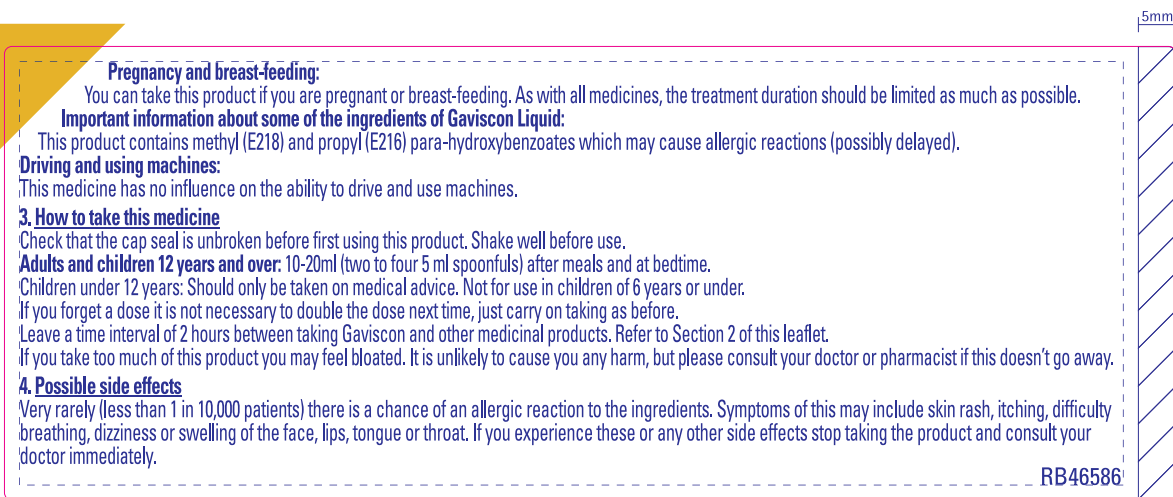 5mm
Pregnancy and breast-feeding:
You can take this product if you are pregnant or breast-feeding. As with all medicines, the treatment duration should be limited as much as possible.
Important information about some of the ingredients of Gaviscon Liquid:
This product contains methyl (E218) and propyl (E216) para-hydroxybenzoates which may cause allergic reactions (possibly delayed).
Driving and using machines:
This medicine has no influence on the ability to drive and use machines.
3. How to take this medicine
Check that the cap seal is unbroken before first using this product. Shake well before use.
Adults and children 12 years and over: 10-20ml (two to four 5 ml spoonfuls) after meals and at bedtime.
Children under 12 years: Should only be taken on medical advice. Not for use in children of 6 years or under.
If you forget a dose it is not necessary to double the dose next time, just carry on taking as before.
Leave a time interval of 2 hours between taking Gaviscon and other medicinal products. Refer to Section 2 of this leaflet.
If you take too much of this product you may feel bloated. It is unlikely to cause you any harm, but please consult your doctor or pharmacist if this doesn't go away.
4. Possible side effects
Very rarely (less than 1 in 10,000 patients) there is a chance of an allergic reaction to the ingredients. Symptoms of this may include skin rash, itching, difficulty
breathing, dizziness or swelling of the face, lips, tongue or throat. If you experience these or any other side effects stop taking the product and consult your
doctor immediately.
RB46586